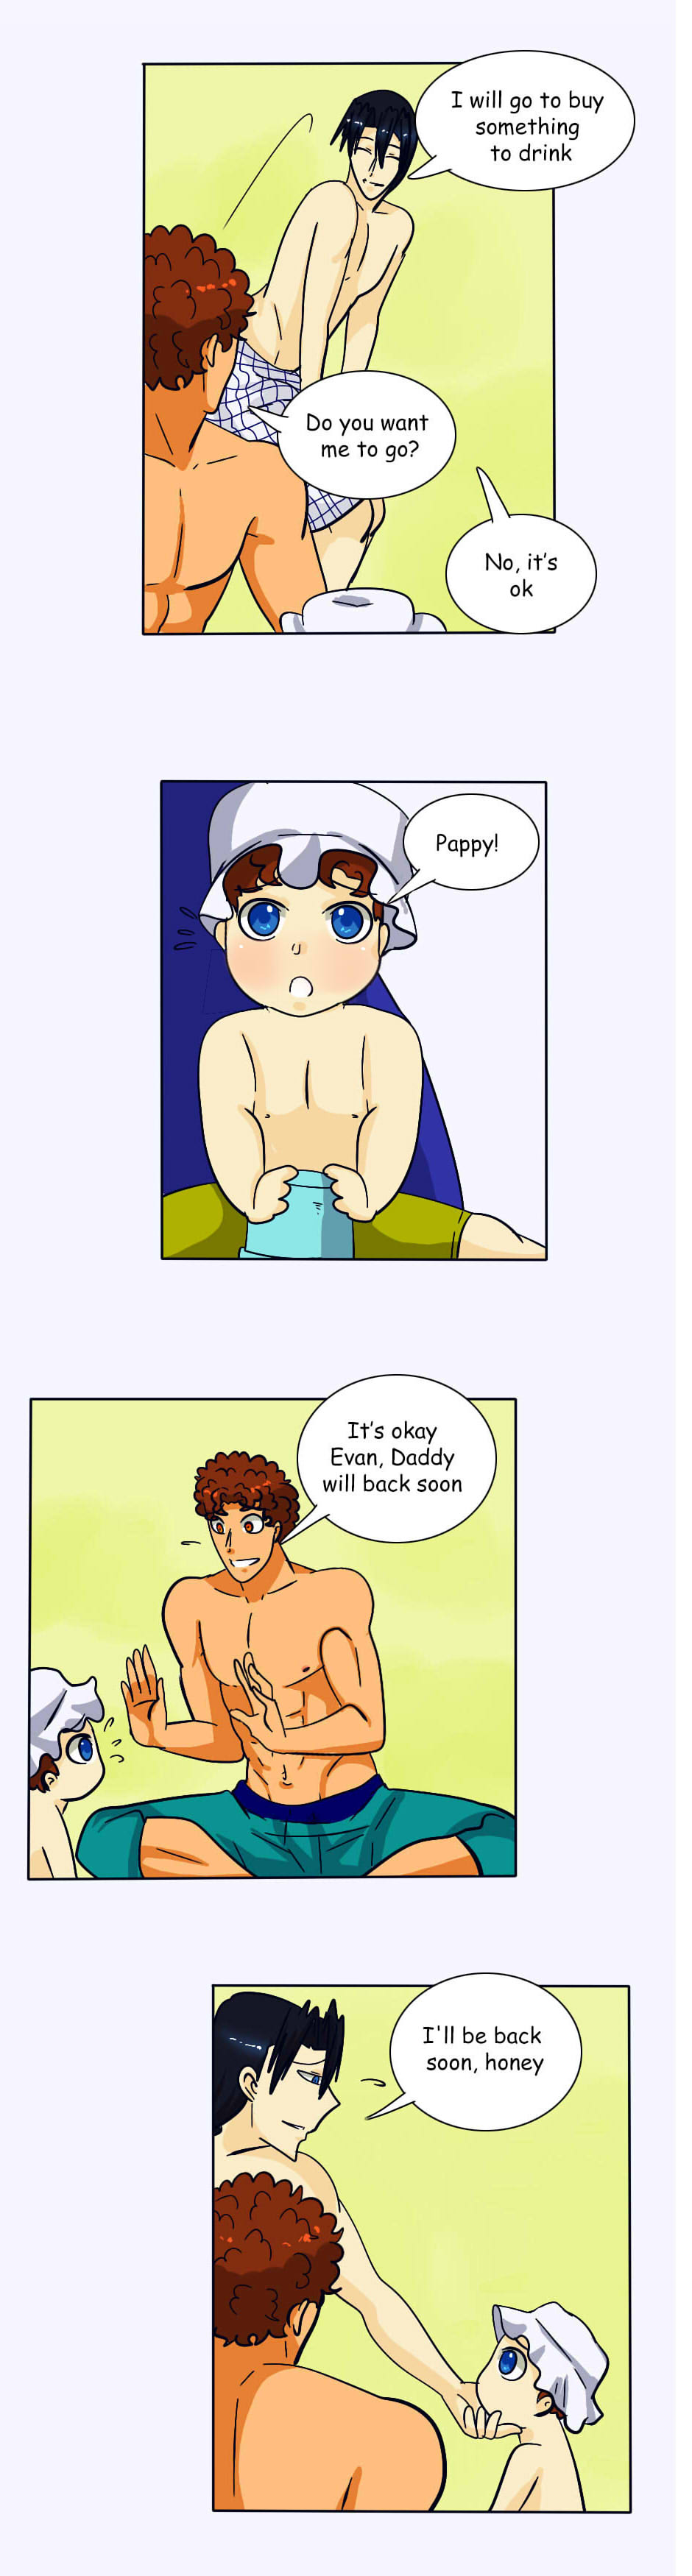 I will go to buy
something
to drink
Do you want
me to go?
No, it's
ok
Pappy!
It's okay
Evan, Daddy
will back soon
I'll be back
soon, honey